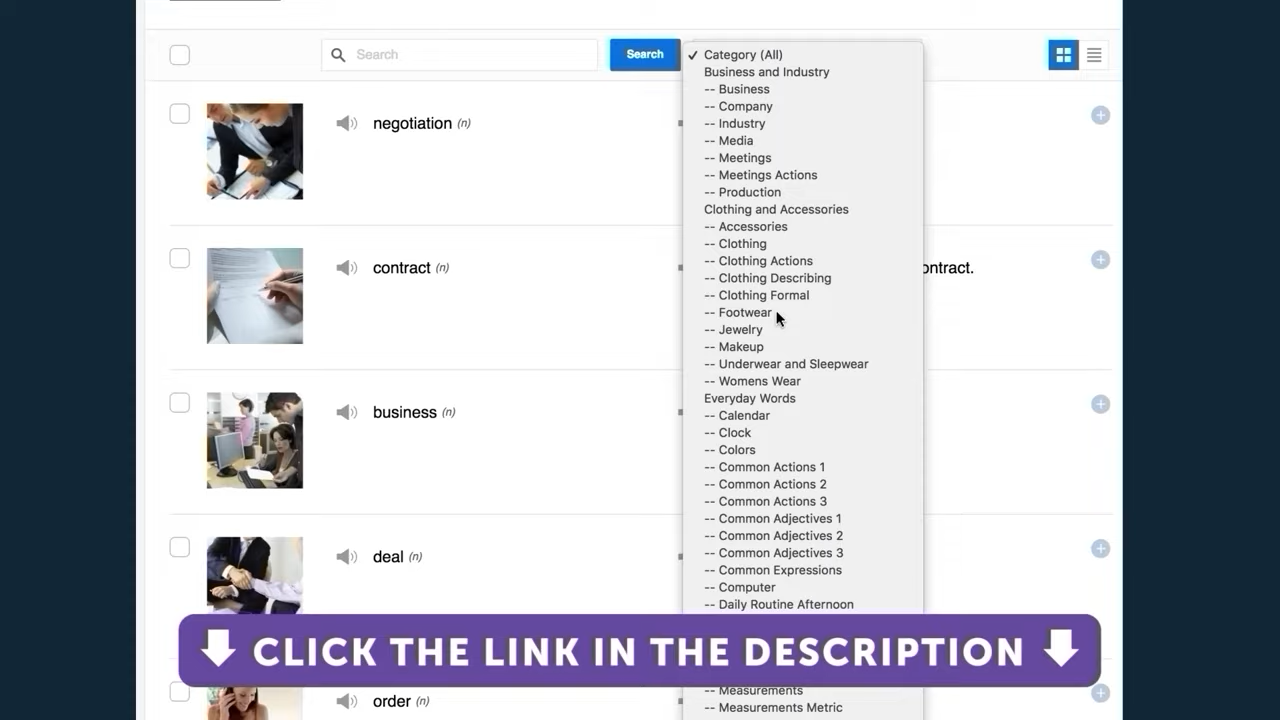 Search
Search
✓ Category (All)
Business and Industry
-- Business
-- Company
-- Industry
-- Media
-- Meetings
-- Meetings Actions
-- Production
Clothing and Accessories
-- Accessories
-- Clothing
-- Clothing Actions
-- Clothing Describing
-- Clothing Formal
-- Footwear
-- Jewelry
-- Makeup
-- Underwear and Sleepwear
-- Womens Wear
Everyday Words
-- Calendar
-- Clock
-- Colors
-- Common Actions 1
-- Common Actions 2
-- Common Actions 3
-- Common Adjectives 1
-- Common Adjectives 2
-- Common Adjectives 3
-- Common Expressions
-- Computer
-- Daily Routine Afternoon
-- Measurements
-- Measurements Metric
negotiation (n)
contract (n)
ontract.
business (n)
deal (n)
order (n)
CLICK THE LINK IN THE DESCRIPTION